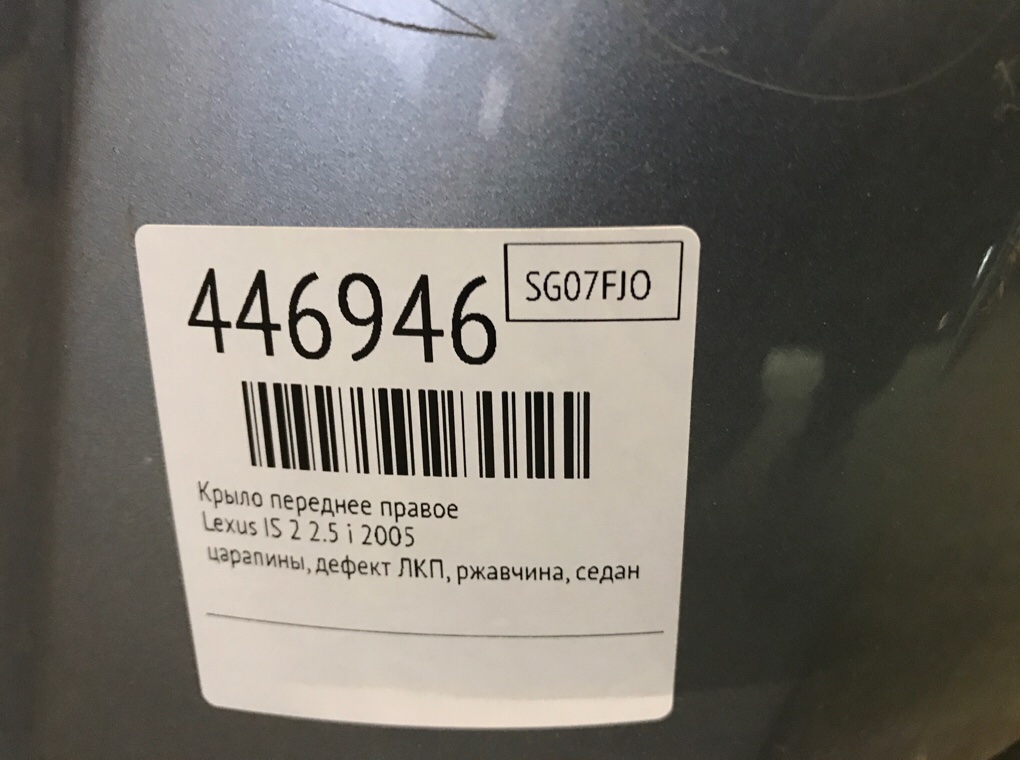 446946
SG07FJO
Крыло переднее правое
Lexus IS 2 2.5 i 2005
царапины, дефект ЛКП, ржавчина, седан